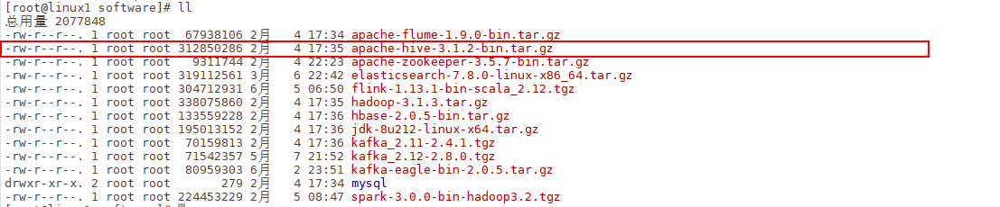 [root@linux1 software]# ll
总用量 2077848
-rw-r--r--. 1 root root  67938106 2月   4 17:34 apache-flume-1.9.0-bin.tar.gz
-rw-r--r--. 1 root root 312850286 2月   4 17:35 apache-hive-3.1.2-bin.tar.gz
-rw-r--r--. 1 root root   9311744 2月   4 22:23 apache-zookeeper-3.5.7-bin.tar.gz
-rw-r--r--. 1 root root 319112561 3月   6 22:42 elasticsearch-7.8.0-linux-x86_64.tar.gz
-rw-r--r--. 1 root root 304712931 6月   5 06:50 flink-1.13.1-bin-scala_2.12.tgz
-rw-r--r--. 1 root root 338075860 2月   4 17:35 hadoop-3.1.3.tar.gz
-rw-r--r--. 1 root root 133559228 2月   4 17:36 hbase-2.0.5-bin.tar.gz
-rw-r--r--. 1 root root 195013152 2月   4 17:36 jdk-8u212-linux-x64.tar.gz
-rw-r--r--. 1 root root  70159813 2月   4 17:36 kafka_2.11-2.4.1.tgz
-rw-r--r--. 1 root root  71542357 5月   7 21:52 kafka_2.12-2.8.0.tgz
-rw-r--r--. 1 root root  80959303 6月   2 23:51 kafka-eagle-bin-2.0.5.tar.gz
drwxr-xr-x. 2 root root       279 2月   4 17:34 mysql
-rw-r--r--. 1 root root 224453229 2月   5 08:47 spark-3.0.0-bin-hadoop3.2.tgz
[root@linux1 software]#